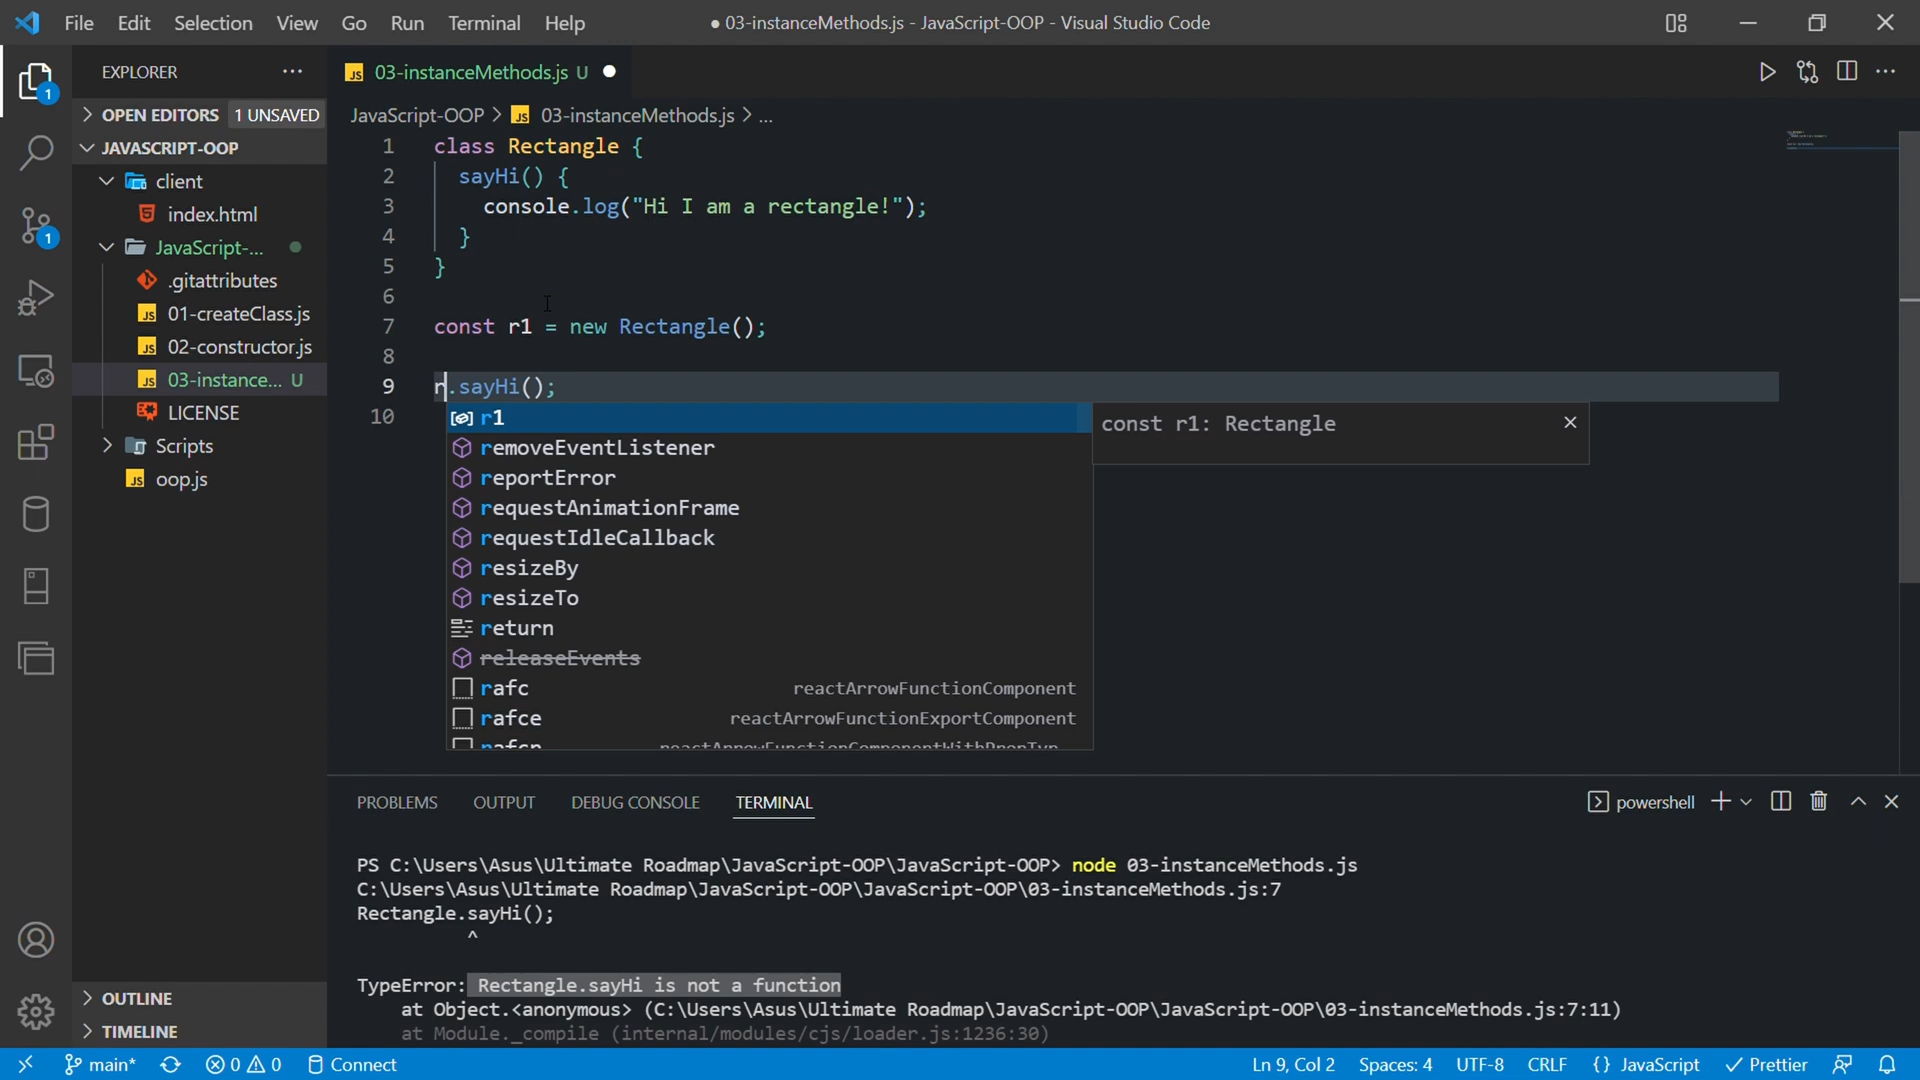 File Edit Selection View Go Run Terminal Help
● 03-instanceMethods.js - JavaScript-OOP - Visual Studio Code
EXPLORER
OPEN EDITORS 1 UNSAVED
JAVASCRIPT-OOP
client
index.html
JavaScript-...
.gitattributes
01-createClass.js
02-constructor.js
03-instance... U
LICENSE
Scripts
oop.js
OUTLINE
TIMELINE
1
1
JS 03-instanceMethods.js U
JavaScript-OOP > JS 03-instanceMethods.js > ...
1 class Rectangle {
2 sayHi() {
3 console.log("Hi I am a rectangle!");
4 }
5 }
6
7 const r1 = new Rectangle();
8
9 r.sayHi();
10
r1
const r1: Rectangle
removeEventListener
reportError
requestAnimationFrame
requestIdleCallback
resizeBy
resizeTo
return
releaseEvents
rafc reactArrowFunctionComponent
rafce reactArrowFunctionExportComponent
PROBLEMS OUTPUT DEBUG CONSOLE TERMINAL
powershell
PS C:\Users\Asus\Ultimate Roadmap\JavaScript-OOP\JavaScript-OOP> node 03-instanceMethods.js
C:\Users\Asus\Ultimate Roadmap\JavaScript-OOP\JavaScript-OOP\03-instanceMethods.js:7
Rectangle.sayHi();
^
TypeError: Rectangle.sayHi is not a function
at Object.<anonymous> (C:\Users\Asus\Ultimate Roadmap\JavaScript-OOP\JavaScript-OOP\03-instanceMethods.js:7:11)
at Module._compile (internal/modules/cjs/loader.js:1236:30)
main* 0 0 Connect
Ln 9, Col 2 Spaces: 4 UTF-8 CRLF {} JavaScript Prettier